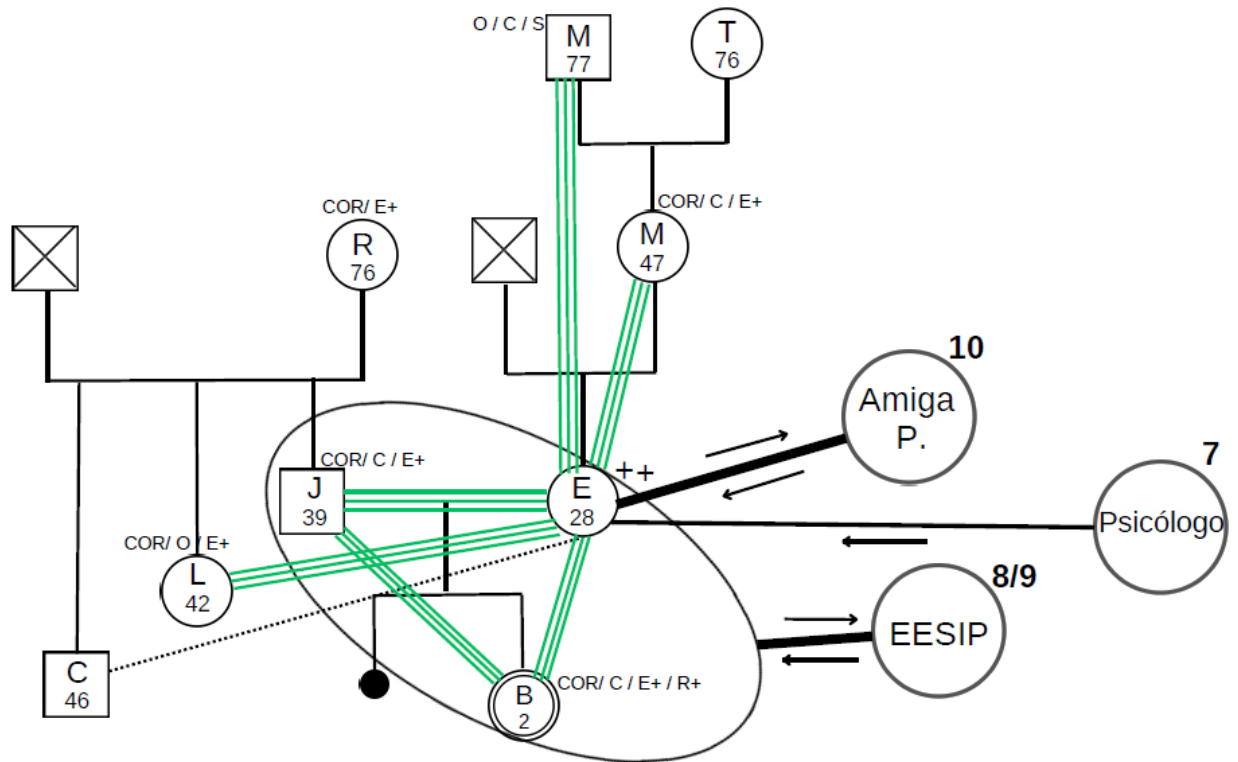 O / C / S
M
77
T
76
COR/ E+
R
76
COR/ C / E+
M
47
10
Amiga
P.
COR/ C / E+
J
39
++
E
28
7
Psicólogo
COR/ O / E+
L
42
8/9
EESIP
C
46
B
2
COR/ C / E+ / R+